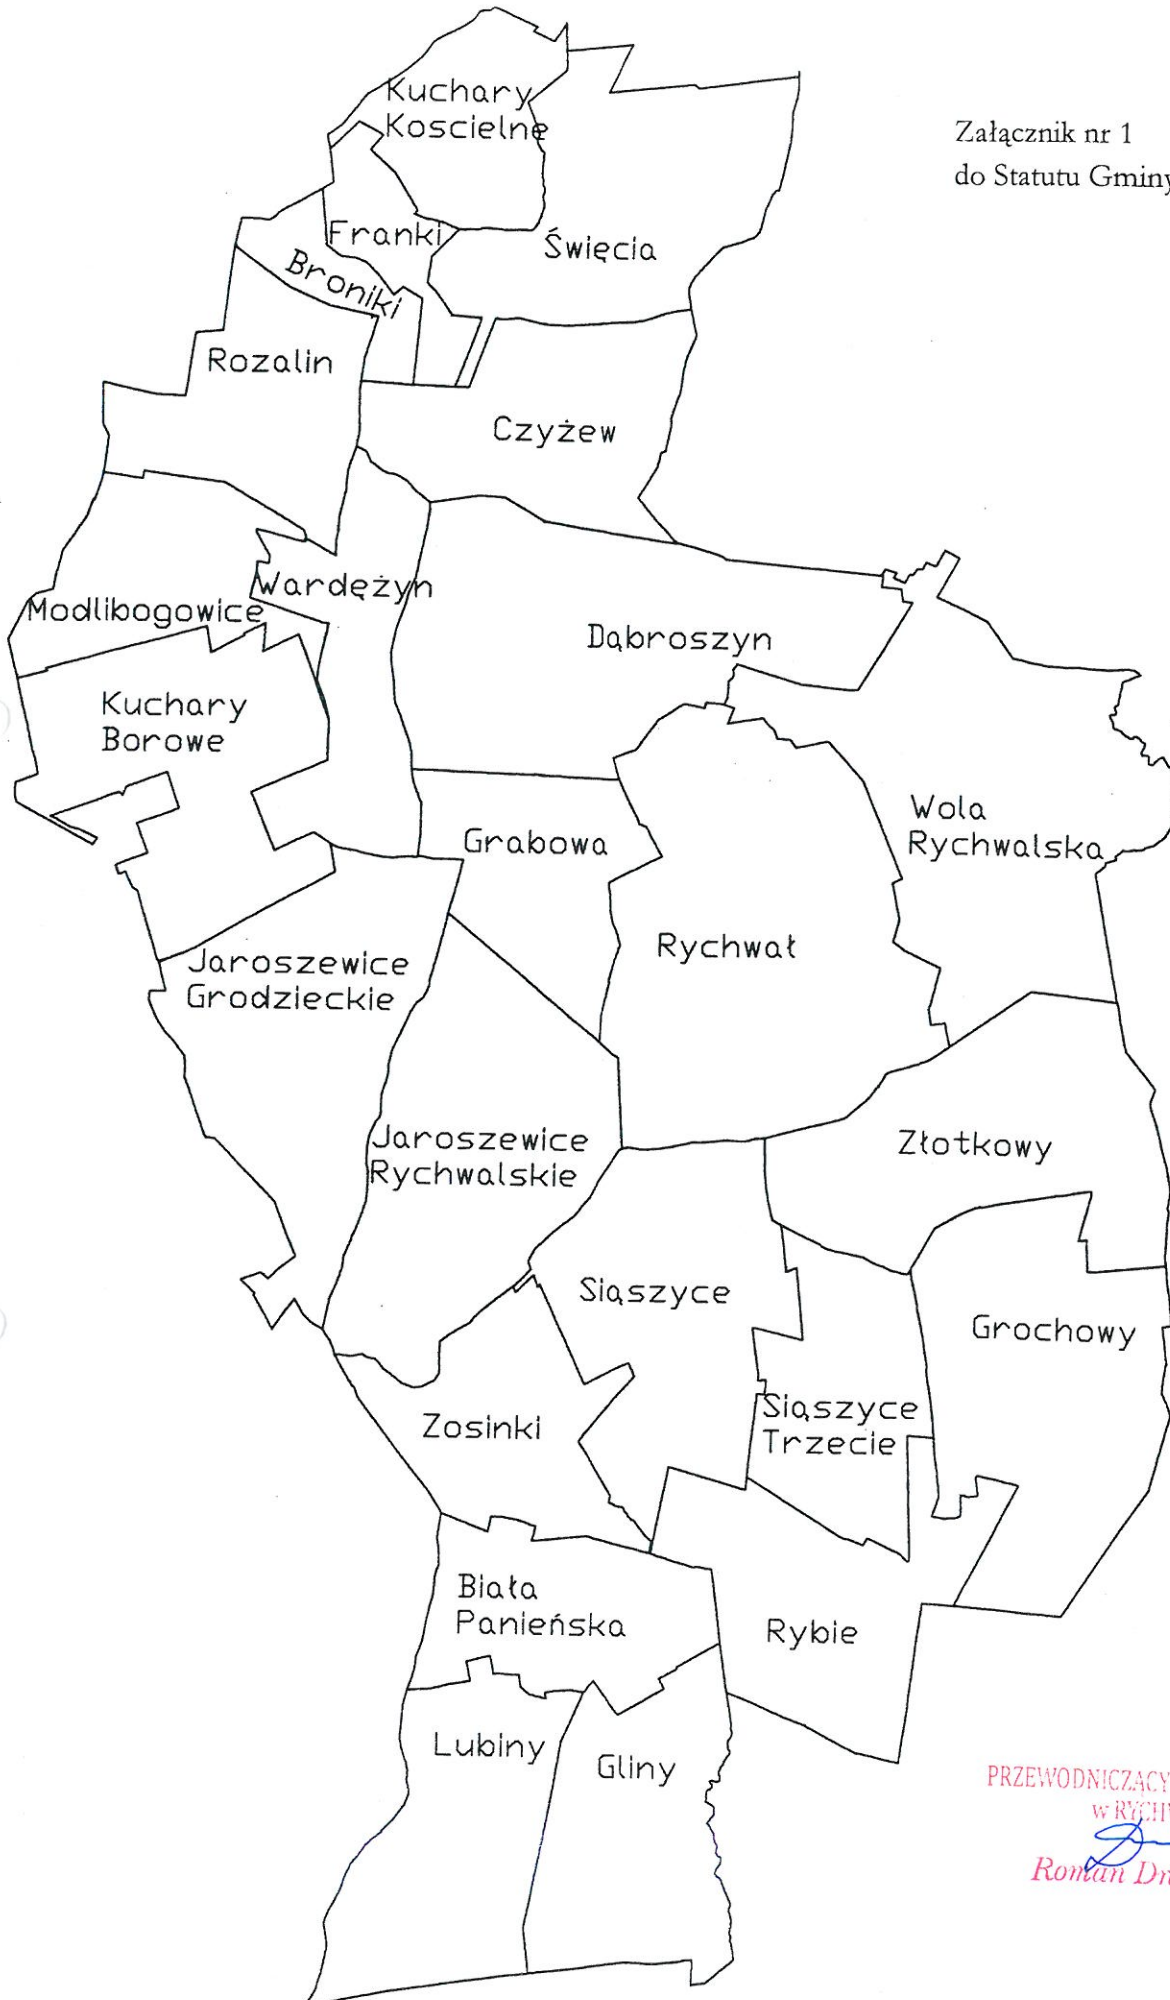 Załącznik nr 1
do Statutu Gminy
Kuchary
Koscielne
Franki
Święcia
Broniki
Rozalin
Czyżew
Wardężyn
Modlibogowice
Dąbroszyn
Kuchary
Borowe
Wola
Rychwalska
Grabowa
Rychwał
Jaroszewice
Grodzieckie
Jaroszewice
Rychwalskie
Złotkowy
Siąszyce
Grochowy
Siąszyce
Trzecie
Zosinki
Biała
Panieńska
Rybie
Lubiny
Gliny
PRZEWODNICZĄCY
w RYCHW
Roman